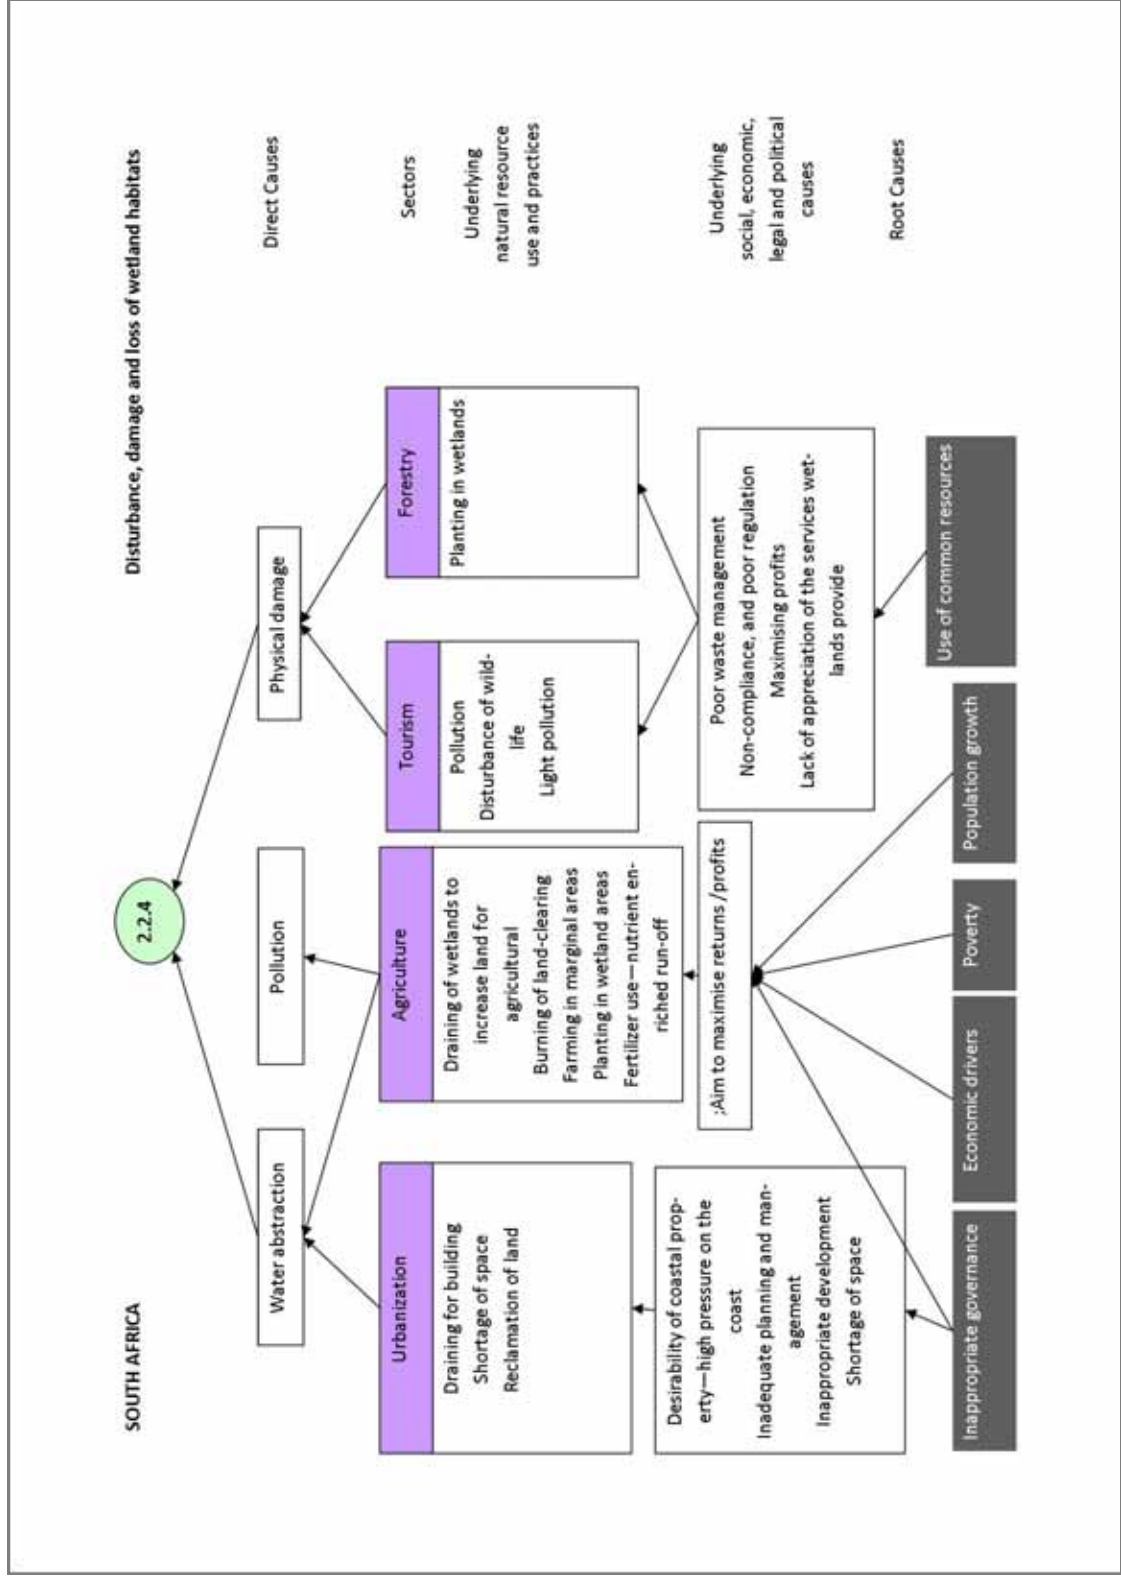 SOUTH AFRICA
Disturbance, damage and loss of wetland habitats
2.2.4
Direct Causes
Water abstraction
Pollution
Physical damage
Sectors
Urbanization
Agriculture
Tourism
Forestry
Underlying
natural resource
use and practices
Draining for building
Shortage of space
Reclamation of land
Draining of wetlands to
increase land for
agricultural
Burning of land-clearing
Farming in marginal areas
Planting in wetland areas
Fertilizer use—nutrient en-
riched run-off
Pollution
Disturbance of wild-
life
Light pollution
Planting in wetlands
Underlying
social, economic,
legal and political
causes
Desirability of coastal prop-
erty—high pressure on the
coast
Inadequate planning and man-
agement
Inappropriate development
Shortage of space
;Aim to maximise returns /profits
Poor waste management
Non-compliance, and poor regulation
Maximising profits
Lack of appreciation of the services wet-
lands provide
Root Causes
Inappropriate governance
Economic drivers
Poverty
Population growth
Use of common resources